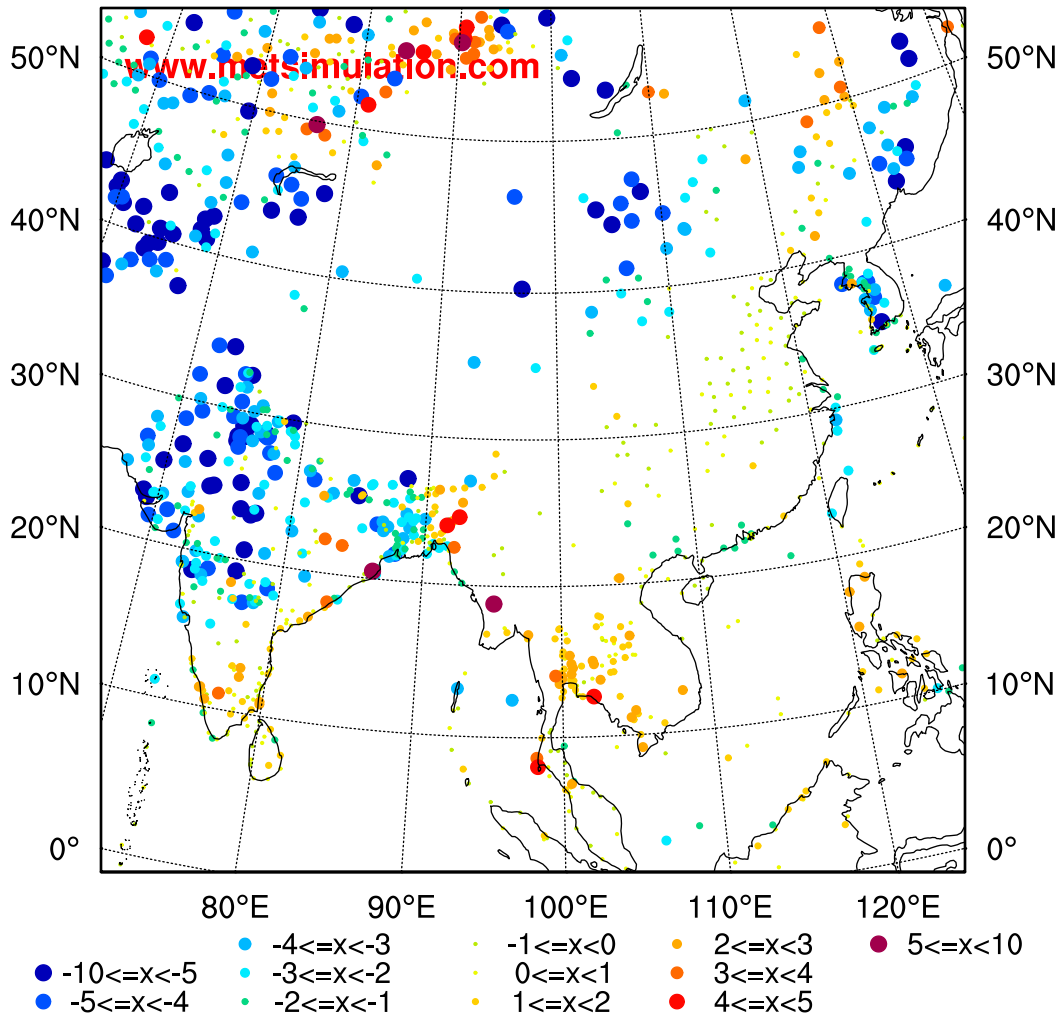 50°N 50°N
www.metsimulation.com
40°N 40°N
30°N 30°N
20°N 20°N
10°N 10°N
0° 0°
80°E 90°E 100°E 110°E 120°E
-4<=x<-3 -1<=x<0 2<=x<3 5<=x<10
-10<=x<-5 -3<=x<-2 0<=x<1 3<=x<4
-5<=x<-4 -2<=x<-1 1<=x<2 4<=x<5